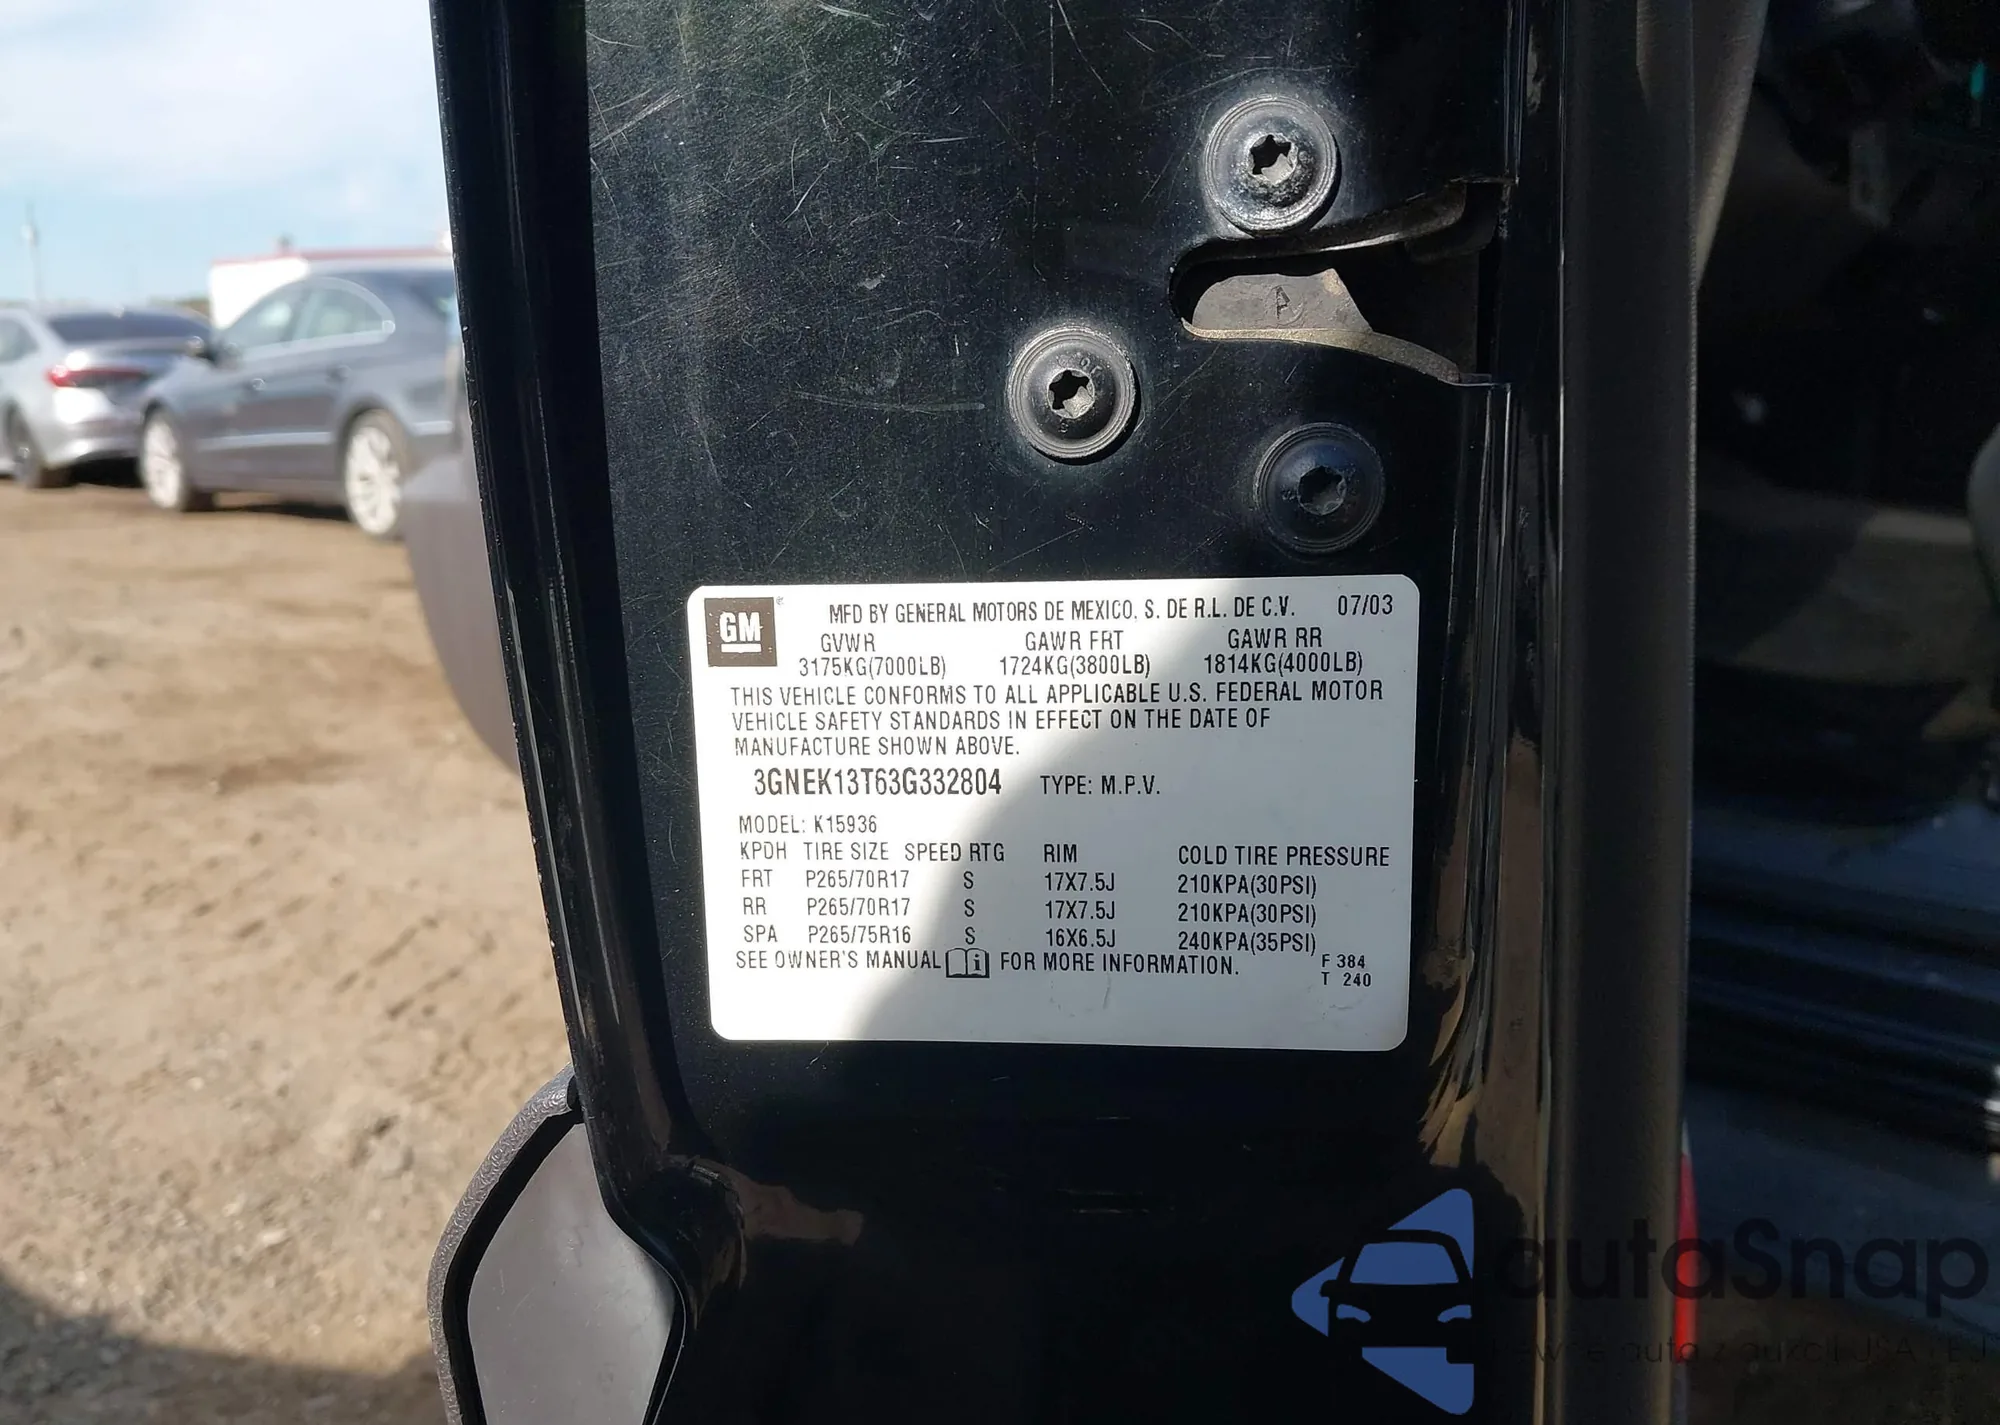 GM
MFD BY GENERAL MOTORS DE MEXICO, S. DE R.L. DE C.V. 07/03
GVWR GAWR FRT GAWR RR
3175KG(7000LB) 1724KG(3800LB) 1814KG(4000LB)
THIS VEHICLE CONFORMS TO ALL APPLICABLE U.S. FEDERAL MOTOR
VEHICLE SAFETY STANDARDS IN EFFECT ON THE DATE OF
MANUFACTURE SHOWN ABOVE.
3GNEK13T63G332804 TYPE: M.P.V.
MODEL: K15936
KPDH TIRE SIZE SPEED RTG RIM COLD TIRE PRESSURE
FRT P265/70R17 S 17X7.5J 210KPA(30PSI)
RR P265/70R17 S 17X7.5J 210KPA(30PSI)
SPA P265/75R16 S 16X6.5J 240KPA(35PSI)
SEE OWNER'S MANUAL FOR MORE INFORMATION. F 384
T 240
autoSnap